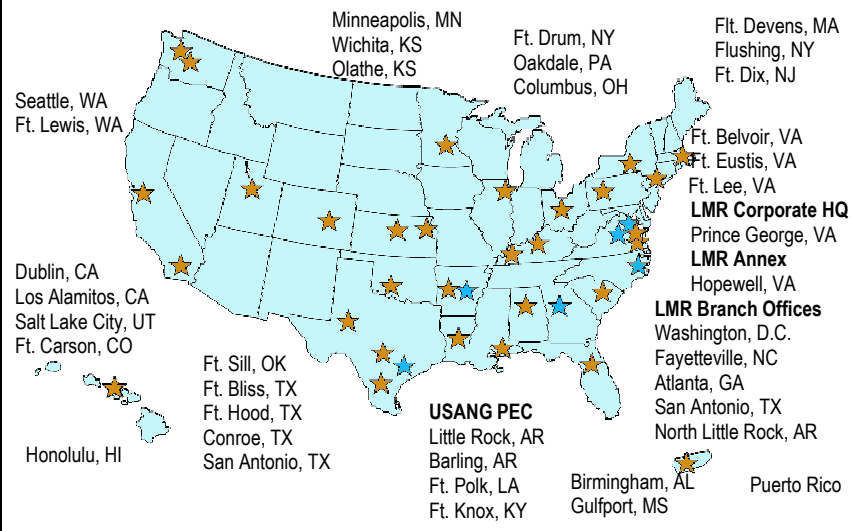 Minneapolis, MN
Wichita, KS
Olathe, KS
Ft. Drum, NY
Oakdale, PA
Columbus, OH
Flt. Devens, MA
Flushing, NY
Ft. Dix, NJ
Seattle, WA
Ft. Lewis, WA
Ft. Belvoir, VA
Ft. Eustis, VA
Ft. Lee, VA
LMR Corporate HQ
Prince George, VA
LMR Annex
Hopewell, VA
LMR Branch Offices
Washington, D.C.
Fayetteville, NC
Atlanta, GA
San Antonio, TX
North Little Rock, AR
Dublin, CA
Los Alamitos, CA
Salt Lake City, UT
Ft. Carson, CO
Ft. Sill, OK
Ft. Bliss, TX
Ft. Hood, TX
Conroe, TX
San Antonio, TX
USANG PEC
Little Rock, AR
Barling, AR
Ft. Polk, LA
Ft. Knox, KY
Honolulu, HI
Birmingham, AL
Gulfport, MS
Puerto Rico